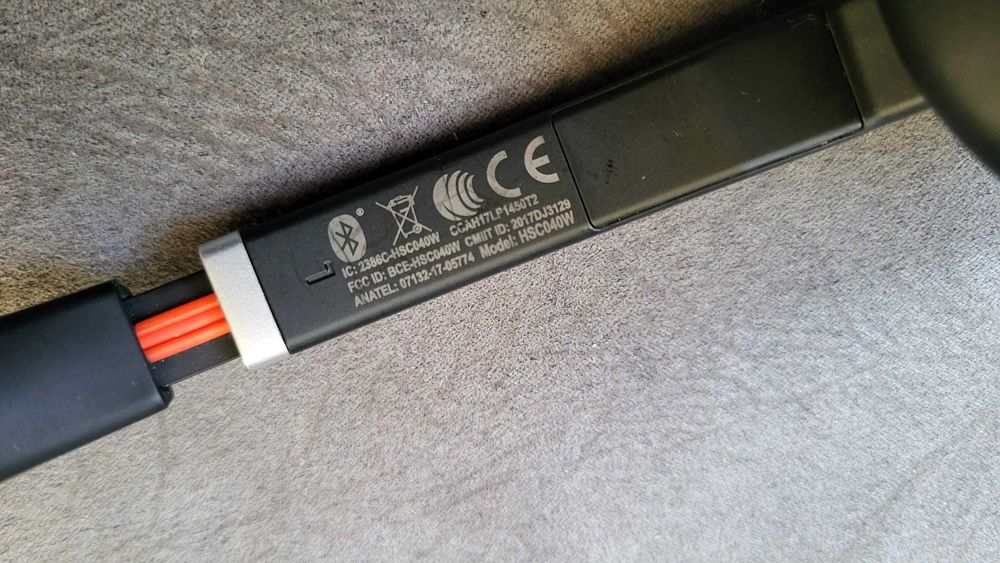 CE
CCAH17LP1450T2
IC: 2386C-HSC040W
CMIIT ID: 2017DJ3129
FCC ID: BCE-HSC040W
Model: HSC040W
ANATEL: 07132-17-05774
®
L